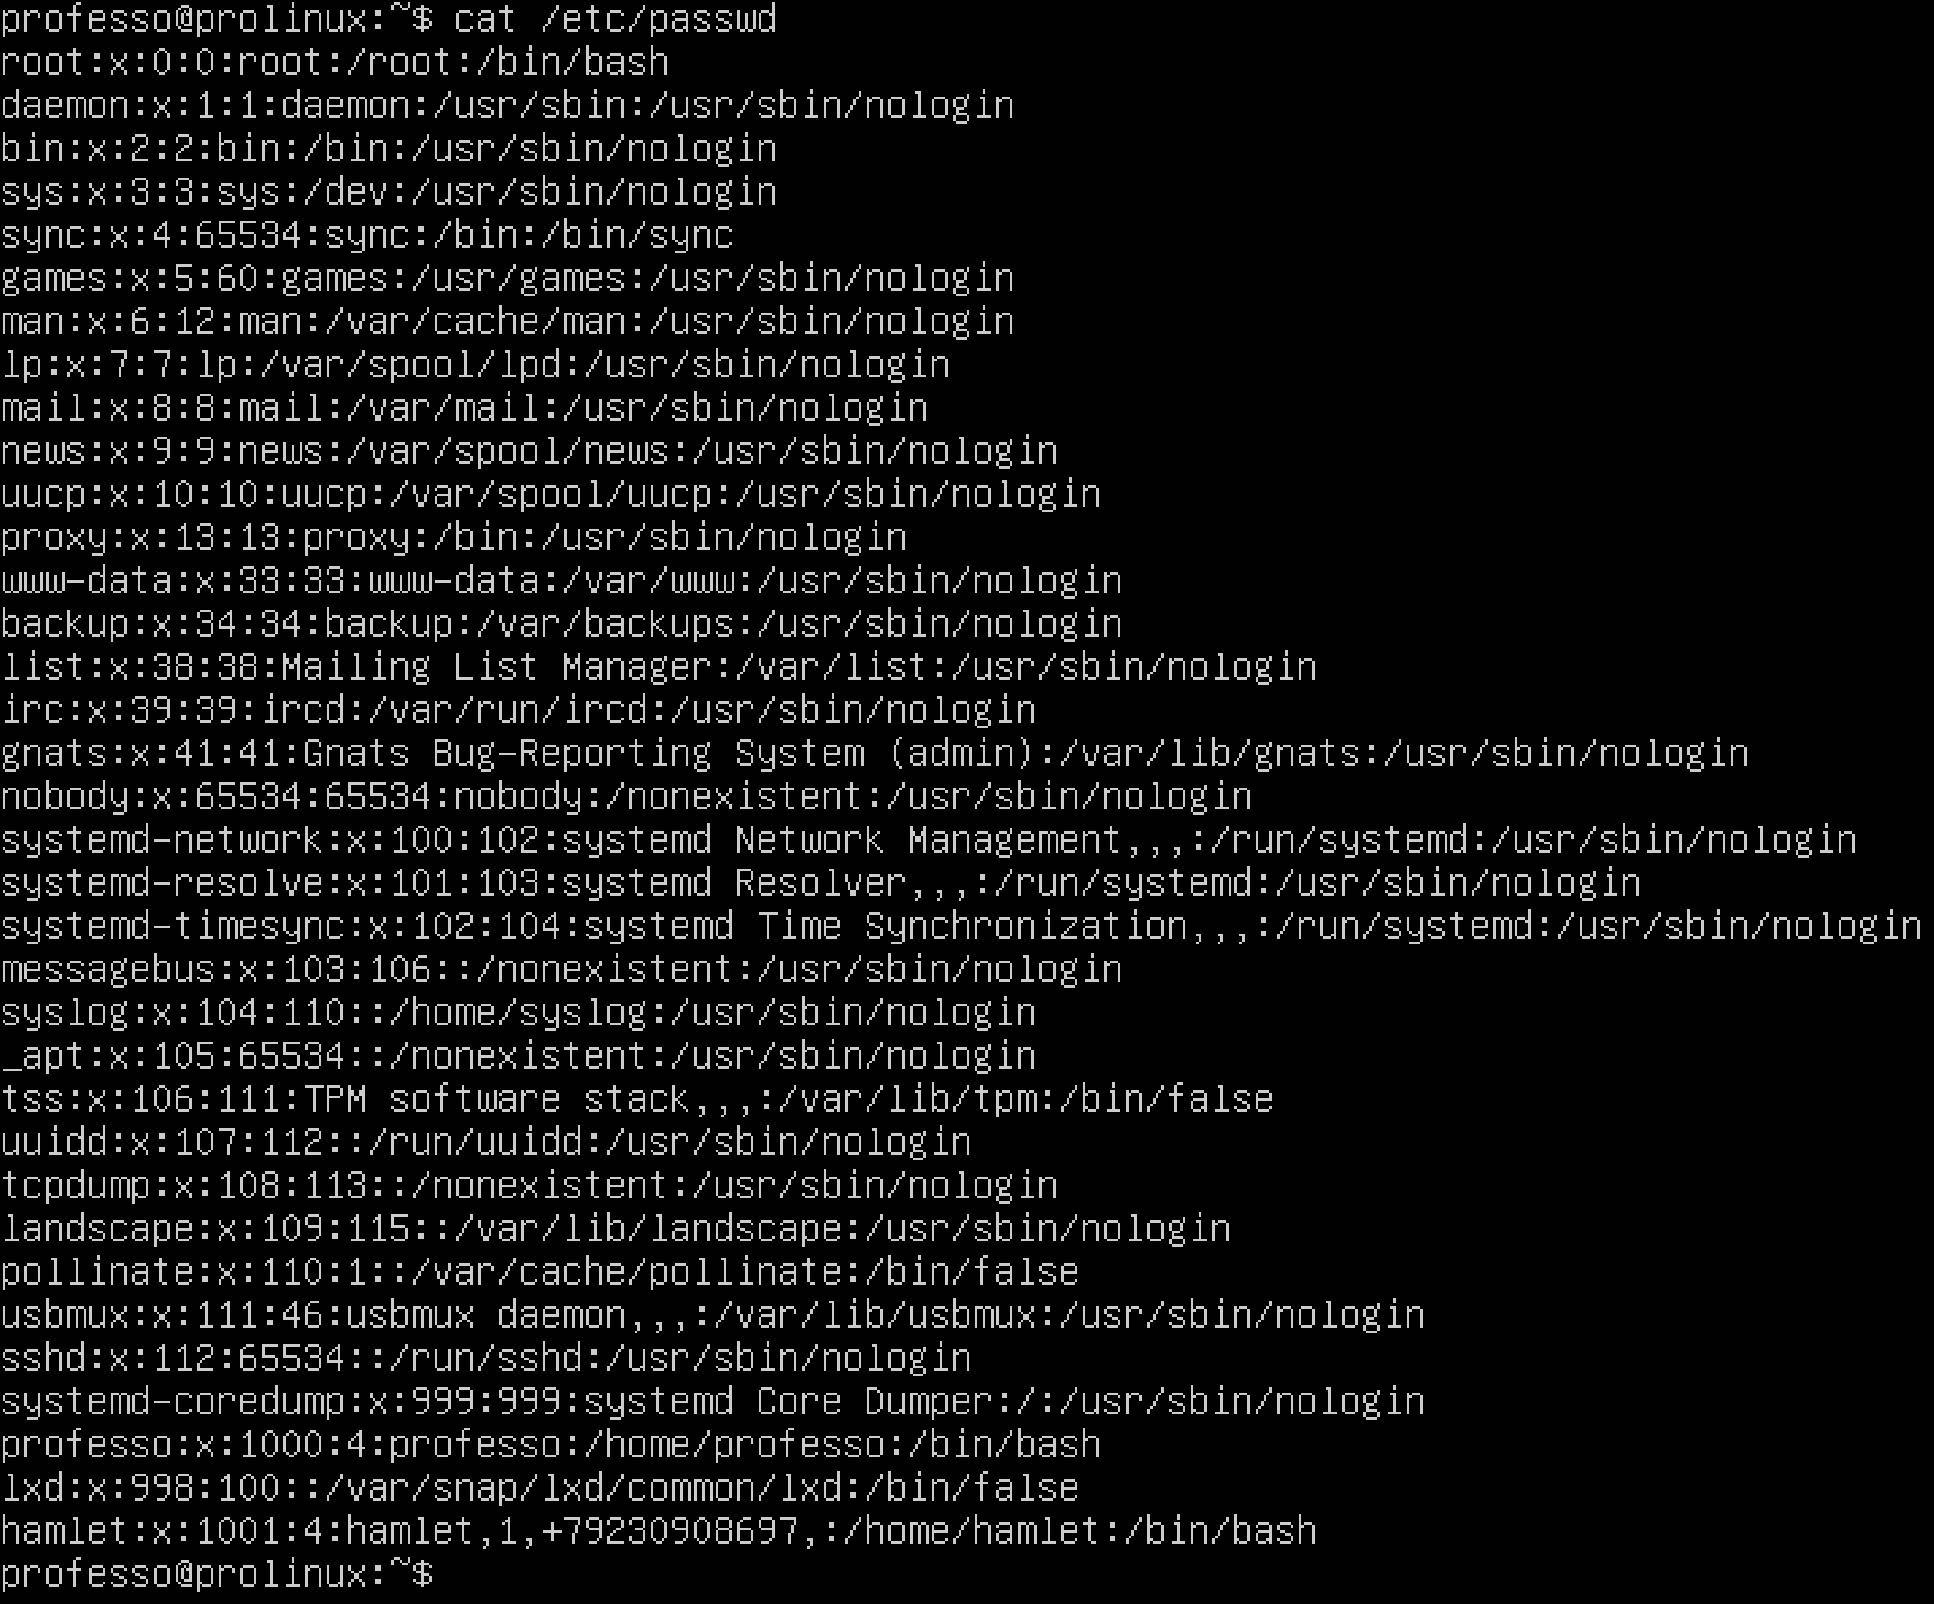 professo@prolinux:~$ cat /etc/passwd
root:x:0:0:root:/root:/bin/bash
daemon:x:1:1:daemon:/usr/sbin:/usr/sbin/nologin
bin:x:2:2:bin:/bin:/usr/sbin/nologin
sys:x:3:3:sys:/dev:/usr/sbin/nologin
sync:x:4:65534:sync:/bin:/bin/sync
games:x:5:60:games:/usr/games:/usr/sbin/nologin
man:x:6:12:man:/var/cache/man:/usr/sbin/nologin
lp:x:7:7:lp:/var/spool/lpd:/usr/sbin/nologin
mail:x:8:8:mail:/var/mail:/usr/sbin/nologin
news:x:9:9:news:/var/spool/news:/usr/sbin/nologin
uucp:x:10:10:uucp:/var/spool/uucp:/usr/sbin/nologin
proxy:x:13:13:proxy:/bin:/usr/sbin/nologin
www-data:x:33:33:www-data:/var/www:/usr/sbin/nologin
backup:x:34:34:backup:/var/backups:/usr/sbin/nologin
list:x:38:38:Mailing List Manager:/var/list:/usr/sbin/nologin
irc:x:39:39:ircd:/var/run/ircd:/usr/sbin/nologin
gnats:x:41:41:Gnats Bug-Reporting System (admin):/var/lib/gnats:/usr/sbin/nologin
nobody:x:65534:65534:nobody:/nonexistent:/usr/sbin/nologin
systemd-network:x:100:102:systemd Network Management,,,:/run/systemd:/usr/sbin/nologin
systemd-resolve:x:101:103:systemd Resolver,,,:/run/systemd:/usr/sbin/nologin
systemd-timesync:x:102:104:systemd Time Synchronization,,,:/run/systemd:/usr/sbin/nologin
messagebus:x:103:106::/nonexistent:/usr/sbin/nologin
syslog:x:104:110::/home/syslog:/usr/sbin/nologin
_apt:x:105:65534::/nonexistent:/usr/sbin/nologin
tss:x:106:111:TPM software stack,,,:/var/lib/tpm:/bin/false
uuidd:x:107:112::/run/uuidd:/usr/sbin/nologin
tcpdump:x:108:113::/nonexistent:/usr/sbin/nologin
landscape:x:109:115::/var/lib/landscape:/usr/sbin/nologin
pollinate:x:110:1::/var/cache/pollinate:/bin/false
usbmux:x:111:46:usbmux daemon,,,:/var/lib/usbmux:/usr/sbin/nologin
sshd:x:112:65534::/run/sshd:/usr/sbin/nologin
systemd-coredump:x:999:999:systemd Core Dumper:/:/usr/sbin/nologin
professo:x:1000:4:professo:/home/professo:/bin/bash
lxd:x:998:100::/var/snap/lxd/common/lxd:/bin/false
hamlet:x:1001:4:hamlet,1,+79230908697,:/home/hamlet:/bin/bash
professo@prolinux:~$